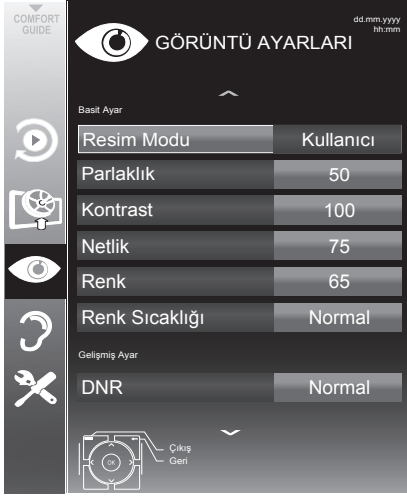 COMFORT
GUIDE
GÖRÜNTÜ AYARLARI
dd.mm.yyyy
hh:mm
Basit Ayar
Resim Modu Kullanıcı
Parlaklık 50
Kontrast 100
Netlik 75
Renk 65
Renk Sıcaklığı Normal
Gelişmiş Ayar
DNR Normal
OK
Çıkış
Geri